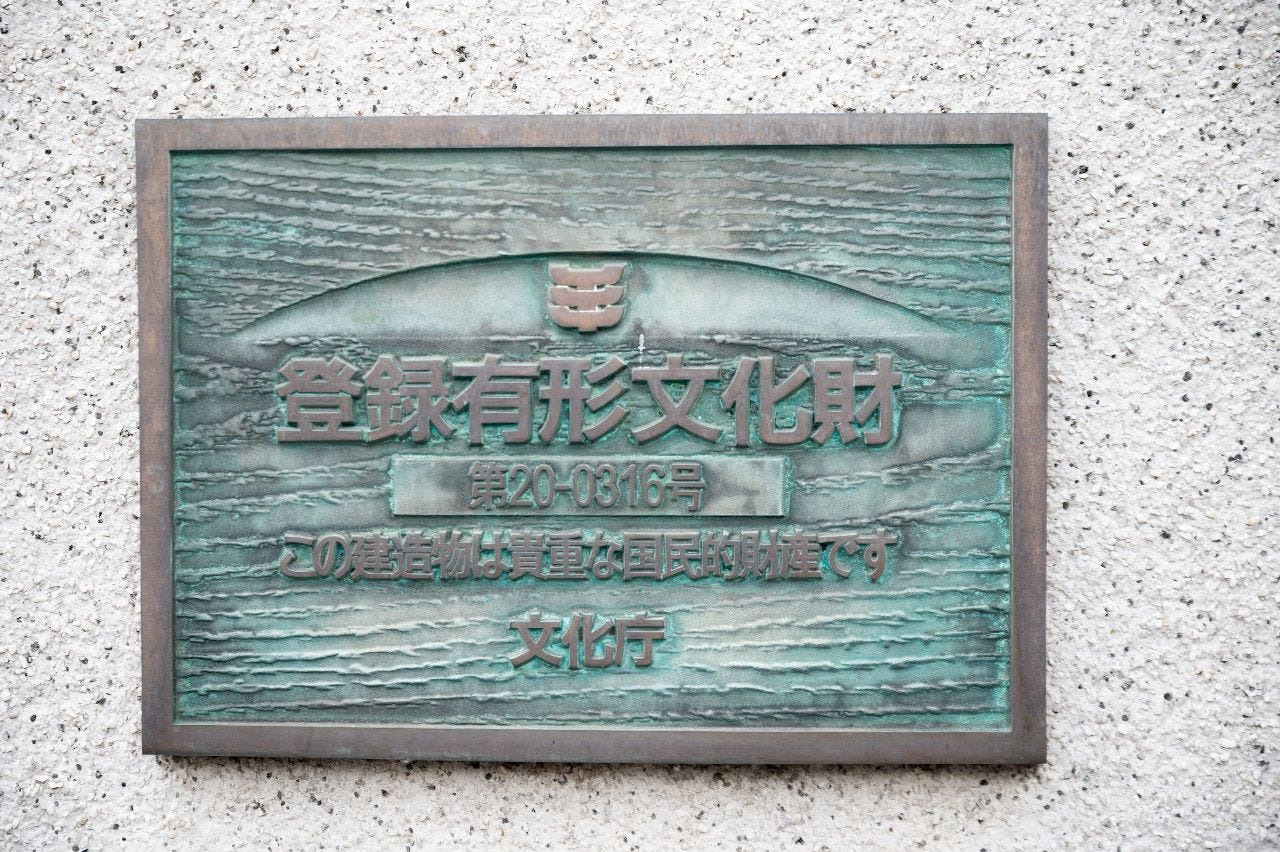 登録有形文化財
第20-0316号
この建造物は貴重な国民的財産です
文化庁